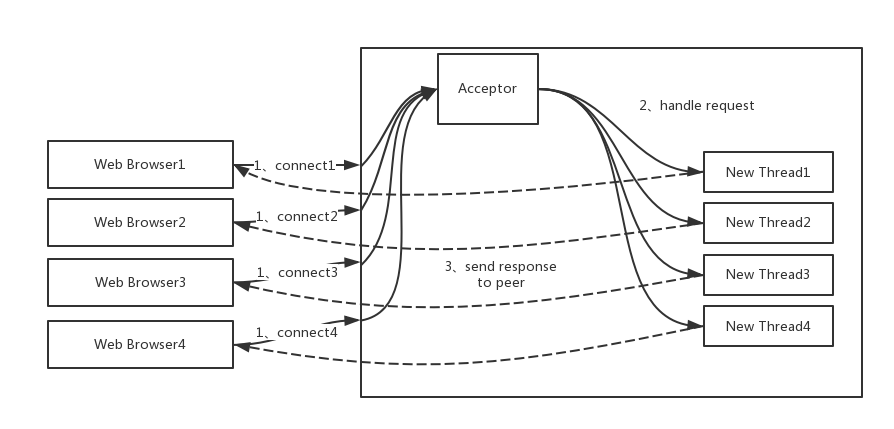 Acceptor
2、handle request
Web Browser1
1、connect1
New Thread1
Web Browser2
1、connect2
New Thread2
Web Browser3
1、connect3
3、send response
to peer
New Thread3
Web Browser4
1、connect4
New Thread4